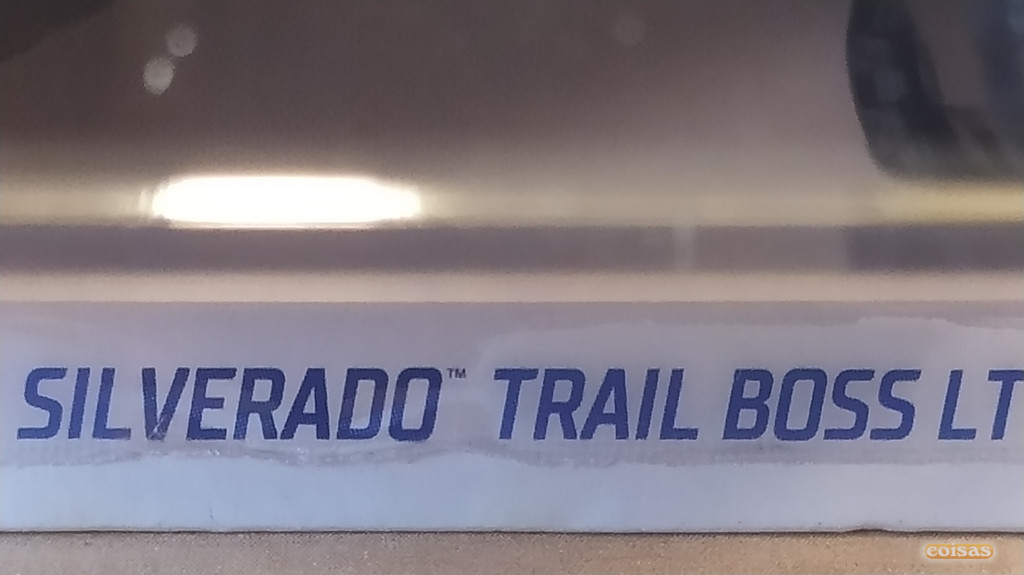 SILVERADO™ TRAIL BOSS LT
coisas